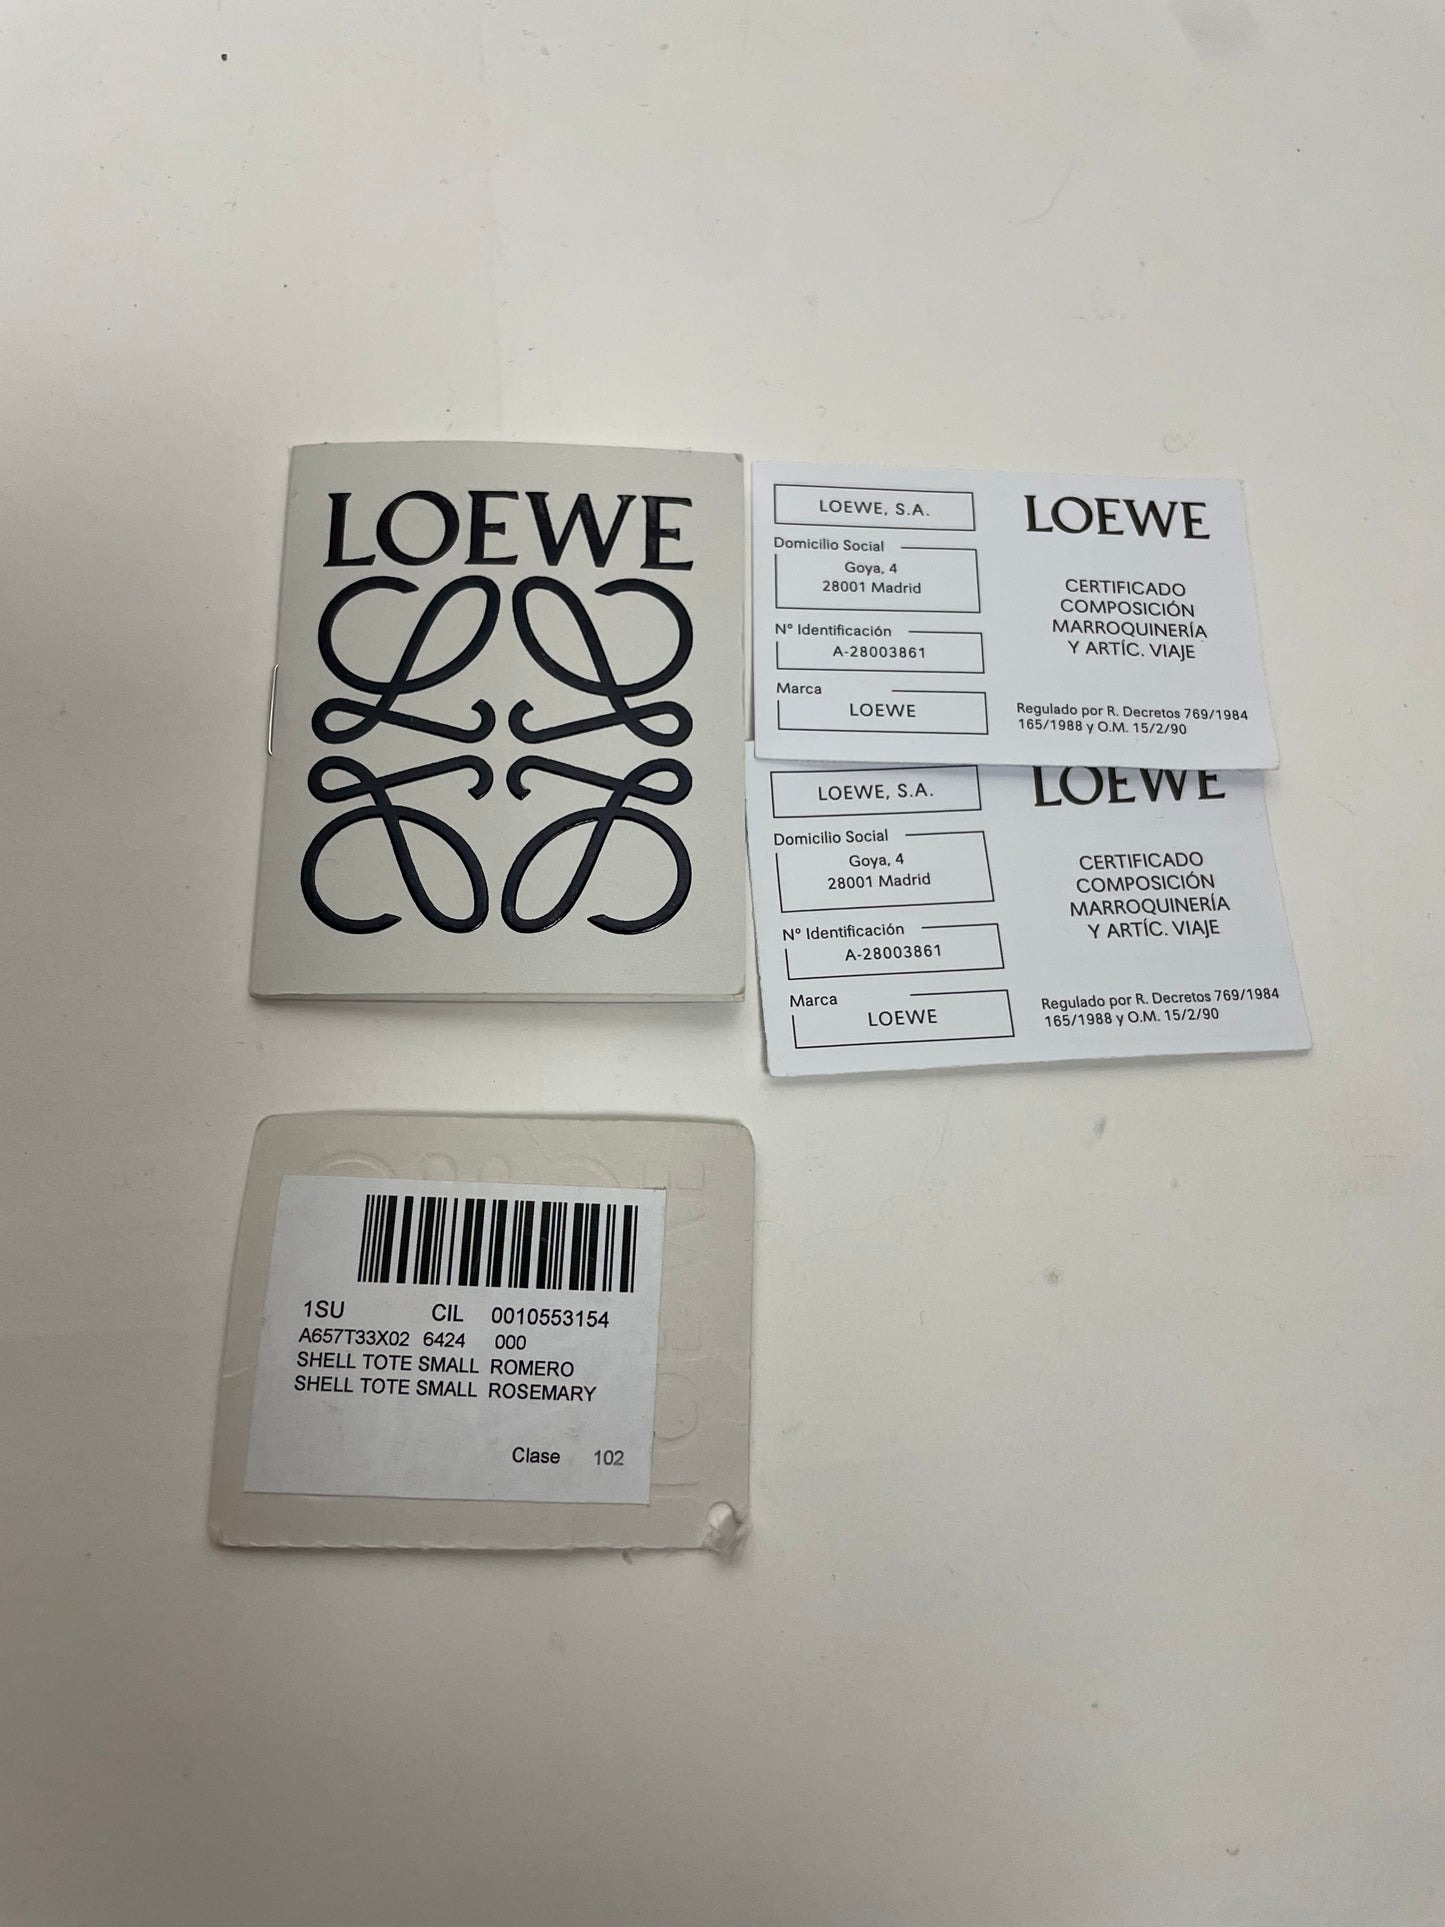 LOEWE
LOEWE, S.A.
Domicilio Social
Goya, 4
28001 Madrid
Nº Identificación
A-28003861
Marca
LOEWE
LOEWE
CERTIFICADO
COMPOSICIÓN
MARROQUINERÍA
Y ARTÍC. VIAJE
Regulado por R. Decretos 769/1984
165/1988 y O.M. 15/2/90
LOEWE, S.A.
Domicilio Social
Goya, 4
28001 Madrid
Nº Identificación
A-28003861
Marca
LOEWE
LOEWE
CERTIFICADO
COMPOSICIÓN
MARROQUINERÍA
Y ARTÍC. VIAJE
Regulado por R. Decretos 769/1984
165/1988 y O.M. 15/2/90
LOEWE
1SU CIL 0010553154
A657T33X02 6424 000
SHELL TOTE SMALL ROMERO
SHELL TOTE SMALL ROSEMARY
Clase 102